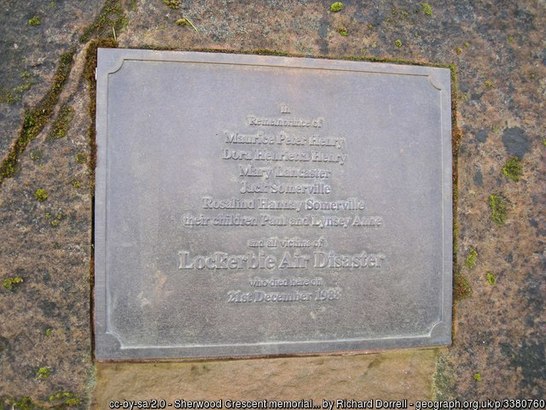 In
Remembrance of
Maurice Peter Henry
Dora Henrietta Henry
Mary Lancaster
Jack Somerville
Rosalind Hannay Somerville
their children Paul and Lynsey Anne
and all victims of
Lockerbie Air Disaster
who died here on
21st December 1988
cc-by-sa/2.0 - Sherwood Crescent memorial... by Richard Dorrell - geograph.org.uk/p/3380760